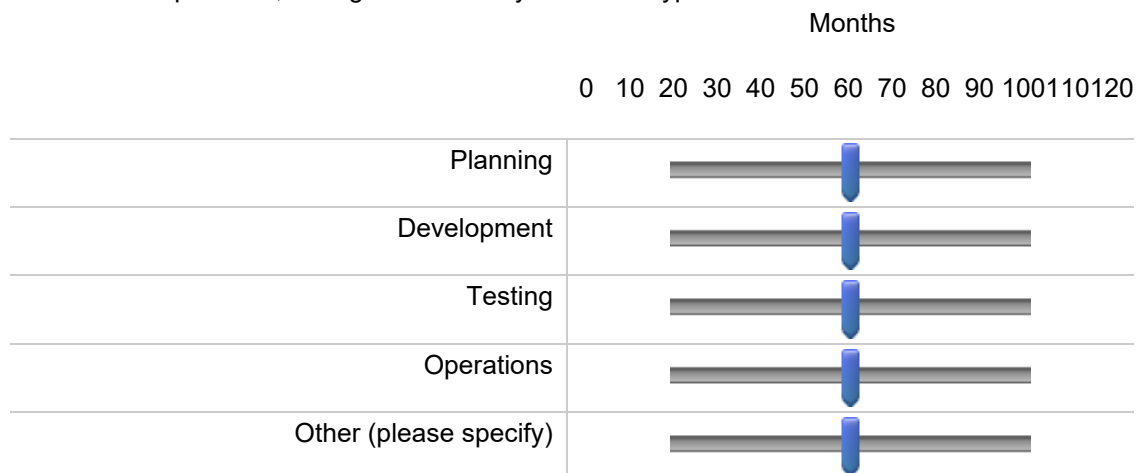 Months
0 10 20 30 40 50 60 70 80 90 100110120
Planning
Development
Testing
Operations
Other (please specify)